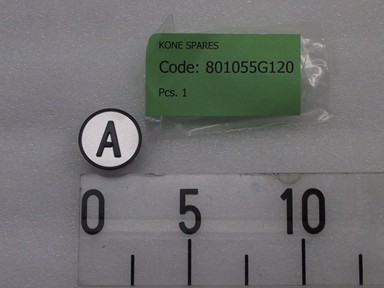 KONE SPARES
Code: 801055G120
Pcs. 1
A
0 5 10